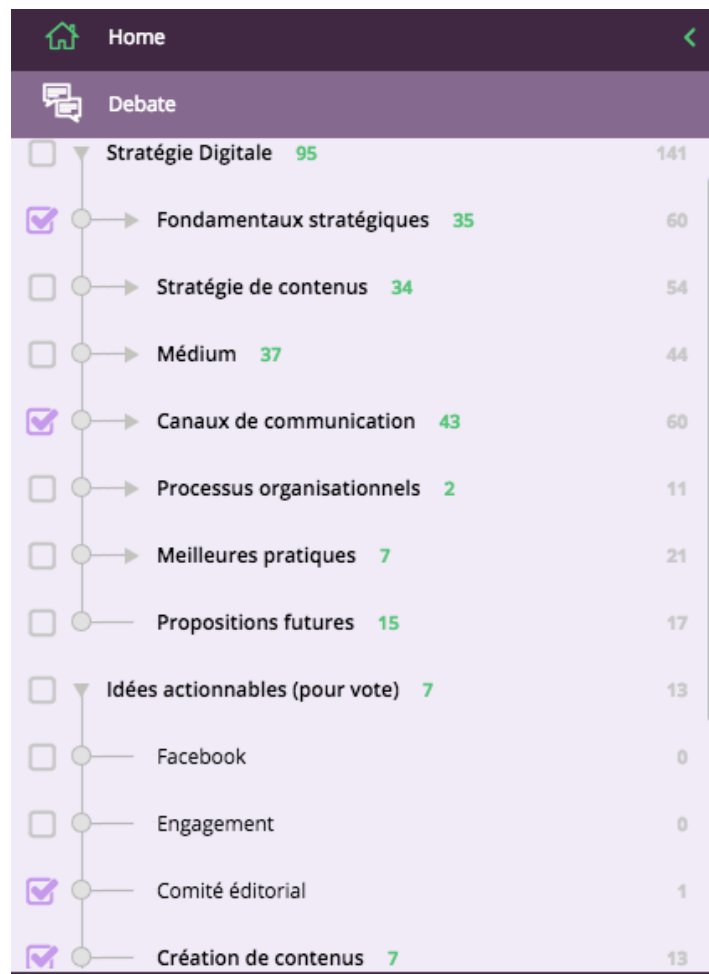 Home
Debate
Stratégie Digitale 95 141
Fondamentaux stratégiques 35 60
Stratégie de contenus 34 54
Médium 37 44
Canaux de communication 43 60
Processus organisationnels 2 11
Meilleures pratiques 7 21
Propositions futures 15 17
Idées actionnables (pour vote) 7 13
Facebook 0
Engagement 0
Comité éditorial 1
Création de contenus 7 13